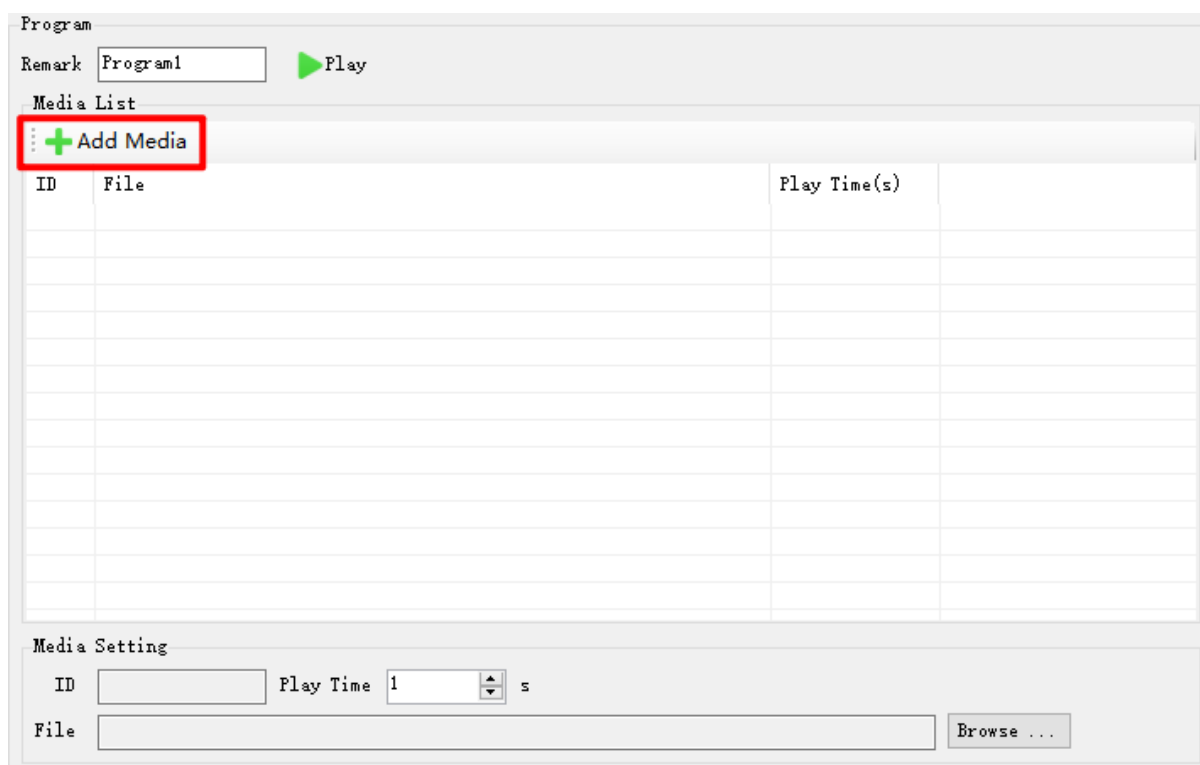 Program
Remark Program1 Play
Media List
Add Media
ID File Play Time(s)
Media Setting
ID Play Time 1 s
File Browse ...